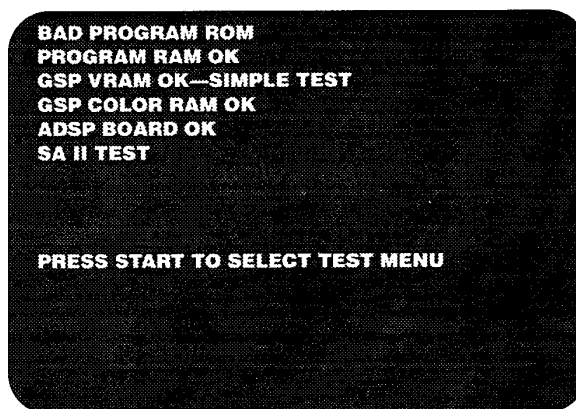 BAD PROGRAM ROM
PROGRAM RAM OK
GSP VRAM OK—SIMPLE TEST
GSP COLOR RAM OK
ADSP BOARD OK
SA II TEST
PRESS START TO SELECT TEST MENU